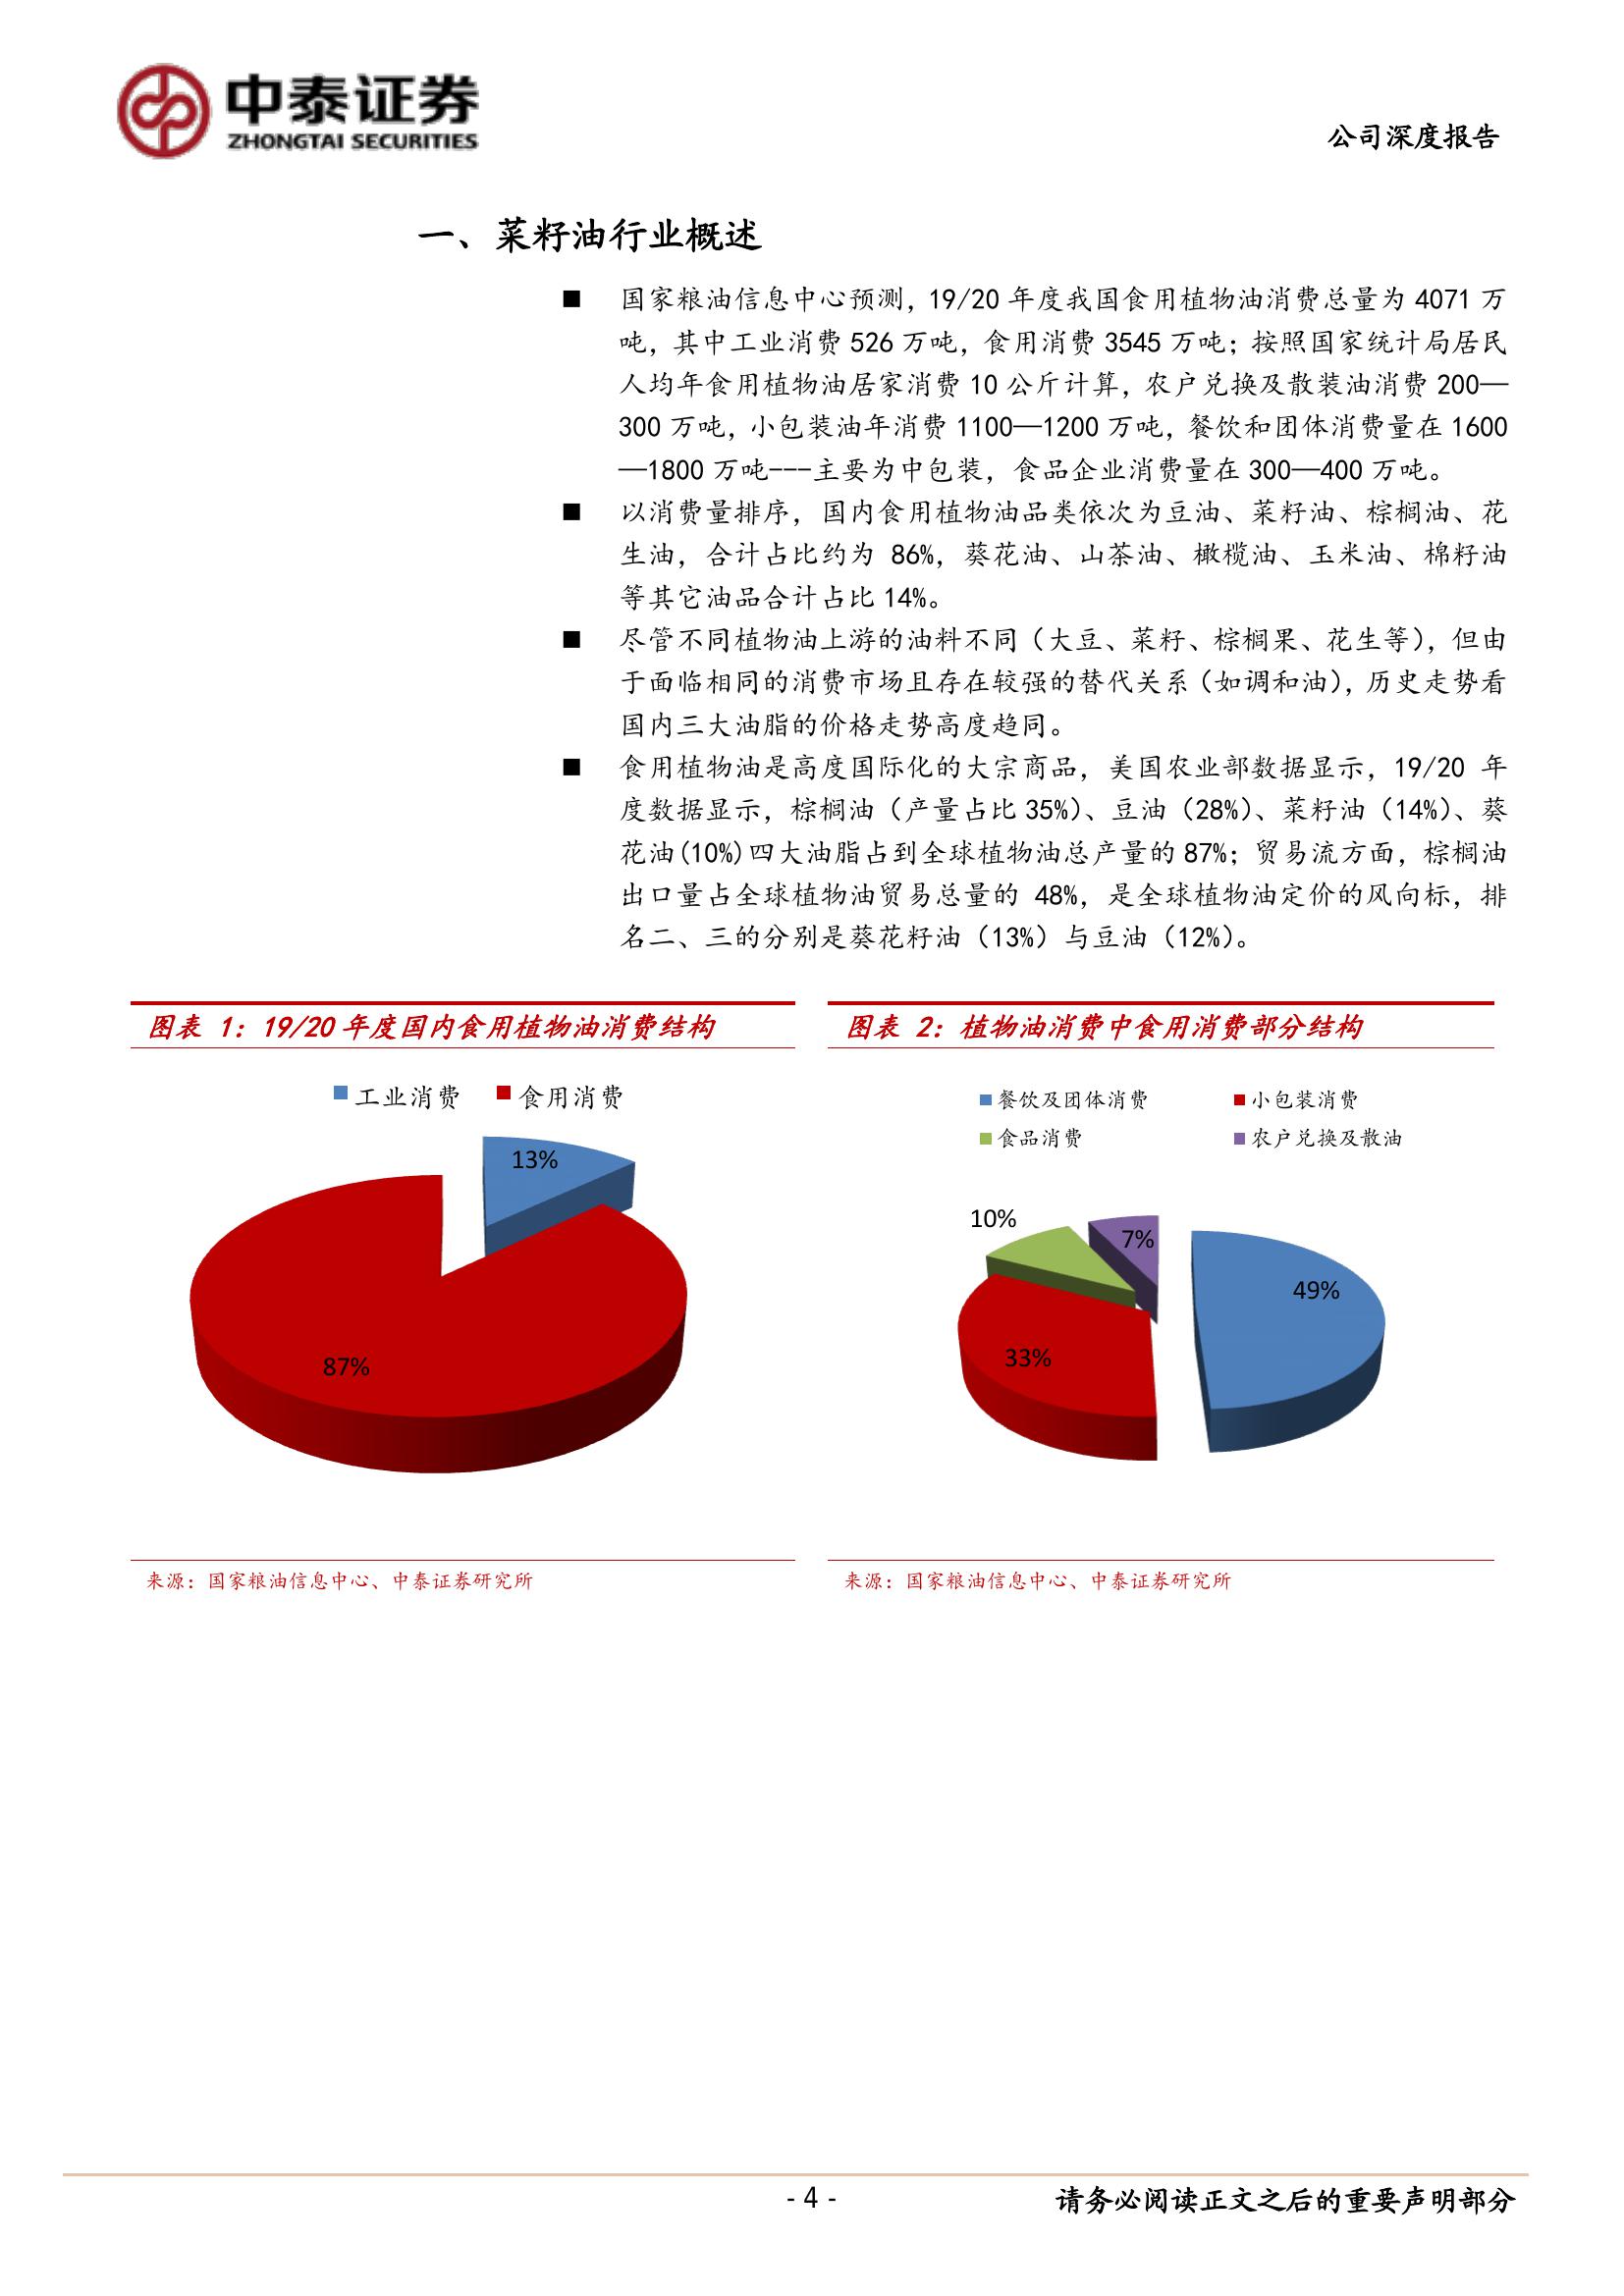 中泰证券
ZHONGTAI SECURITIES
公司深度报告
一、菜籽油行业概述
■ 国家粮油信息中心预测，19/20 年度我国食用植物油消费总量为 4071 万
吨，其中工业消费 526 万吨，食用消费 3545 万吨；按照国家统计局居民
人均年食用植物油居家消费 10 公斤计算，农户兑换及散装油消费 200—
300 万吨，小包装油年消费 1100—1200 万吨，餐饮和团体消费量在 1600
—1800 万吨---主要为中包装，食品企业消费量在 300—400 万吨。
■ 以消费量排序，国内食用植物油品类依次为豆油、菜籽油、棕榈油、花
生油，合计占比约为 86%，葵花油、山茶油、橄榄油、玉米油、棉籽油
等其它油品合计占比 14%。
■ 尽管不同植物油上游的油料不同（大豆、菜籽、棕榈果、花生等），但由
于面临相同的消费市场且存在较强的替代关系（如调和油），历史走势看
国内三大油脂的价格走势高度趋同。
■ 食用植物油是高度国际化的大宗商品，美国农业部数据显示，19/20 年
度数据显示，棕榈油（产量占比 35%）、豆油（28%）、菜籽油（14%）、葵
花油(10%)四大油脂占到全球植物油总产量的 87%；贸易流方面，棕榈油
出口量占全球植物油贸易总量的 48%，是全球植物油定价的风向标，排
名二、三的分别是葵花籽油（13%）与豆油（12%）。
图表 1：19/20 年度国内食用植物油消费结构
工业消费 食用消费
13%
87%
来源：国家粮油信息中心、中泰证券研究所
图表 2：植物油消费中食用消费部分结构
餐饮及团体消费 小包装消费
食品消费 农户兑换及散油
10%
7%
49%
33%
来源：国家粮油信息中心、中泰证券研究所
- 4 -
请务必阅读正文之后的重要声明部分